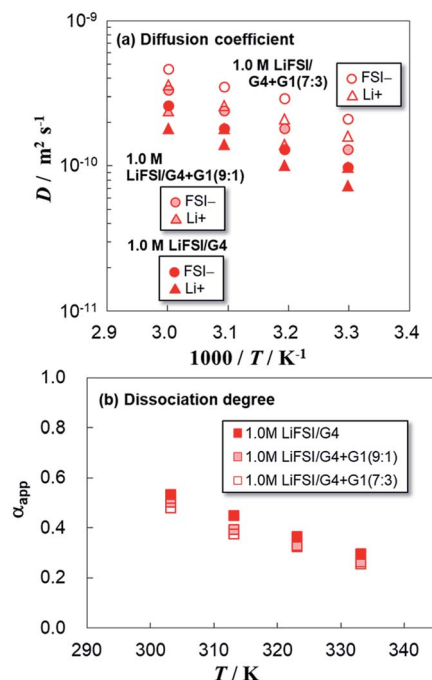 (a) Diffusion coefficient
1.0 M LiFSI/
G4+G1(7:3)
FSI−
Li+
1.0 M
LiFSI/G4+G1(9:1)
FSI−
Li+
1.0 M LiFSI/G4
FSI−
Li+
10⁻⁹
10⁻¹⁰
10⁻¹¹
D / m² s⁻¹
2.9 3.0 3.1 3.2 3.3 3.4
1000 / T / K⁻¹
(b) Dissociation degree
1.0M LiFSI/G4
1.0M LiFSI/G4+G1(9:1)
1.0M LiFSI/G4+G1(7:3)
1.0
0.8
0.6
0.4
0.2
0.0
αapp
290 300 310 320 330 340
T / K